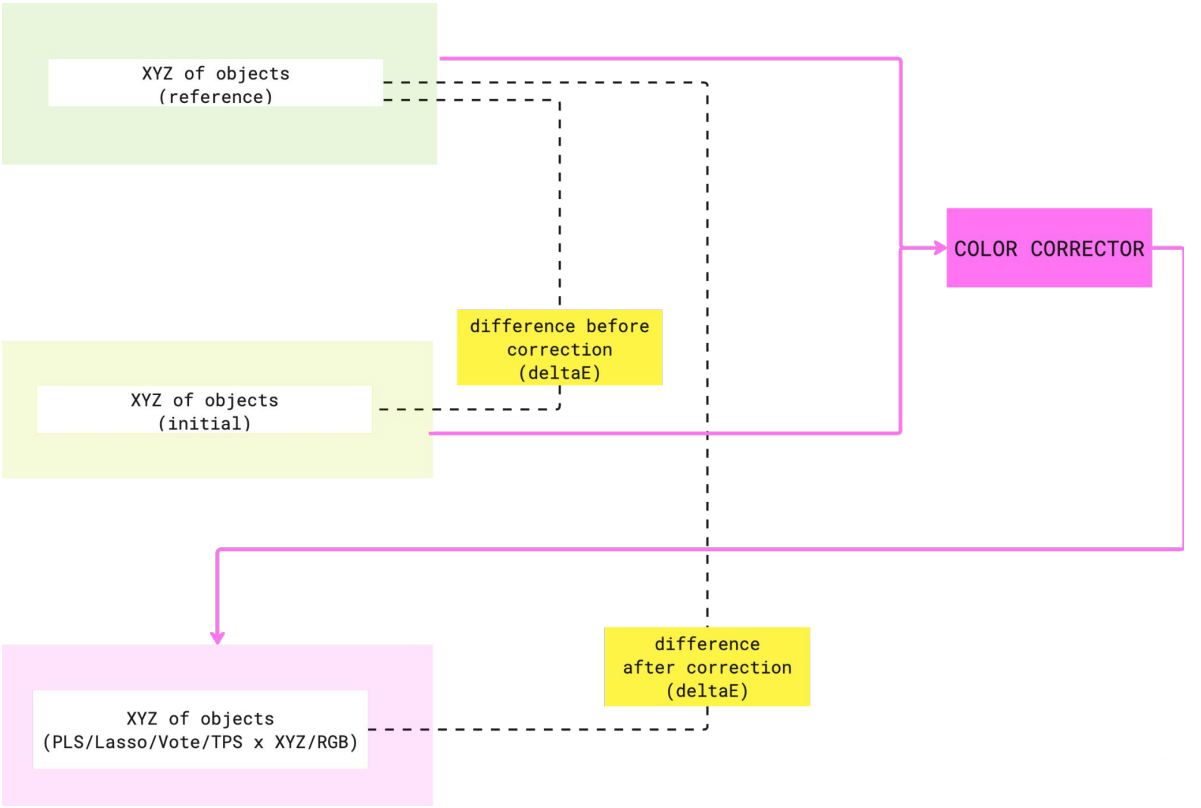 XYZ of objects
(reference)
COLOR CORRECTOR
difference before
correction
(deltaE)
XYZ of objects
(initial)
difference
after correction
(deltaE)
XYZ of objects
(PLS/Lasso/Vote/TPS x XYZ/RGB)